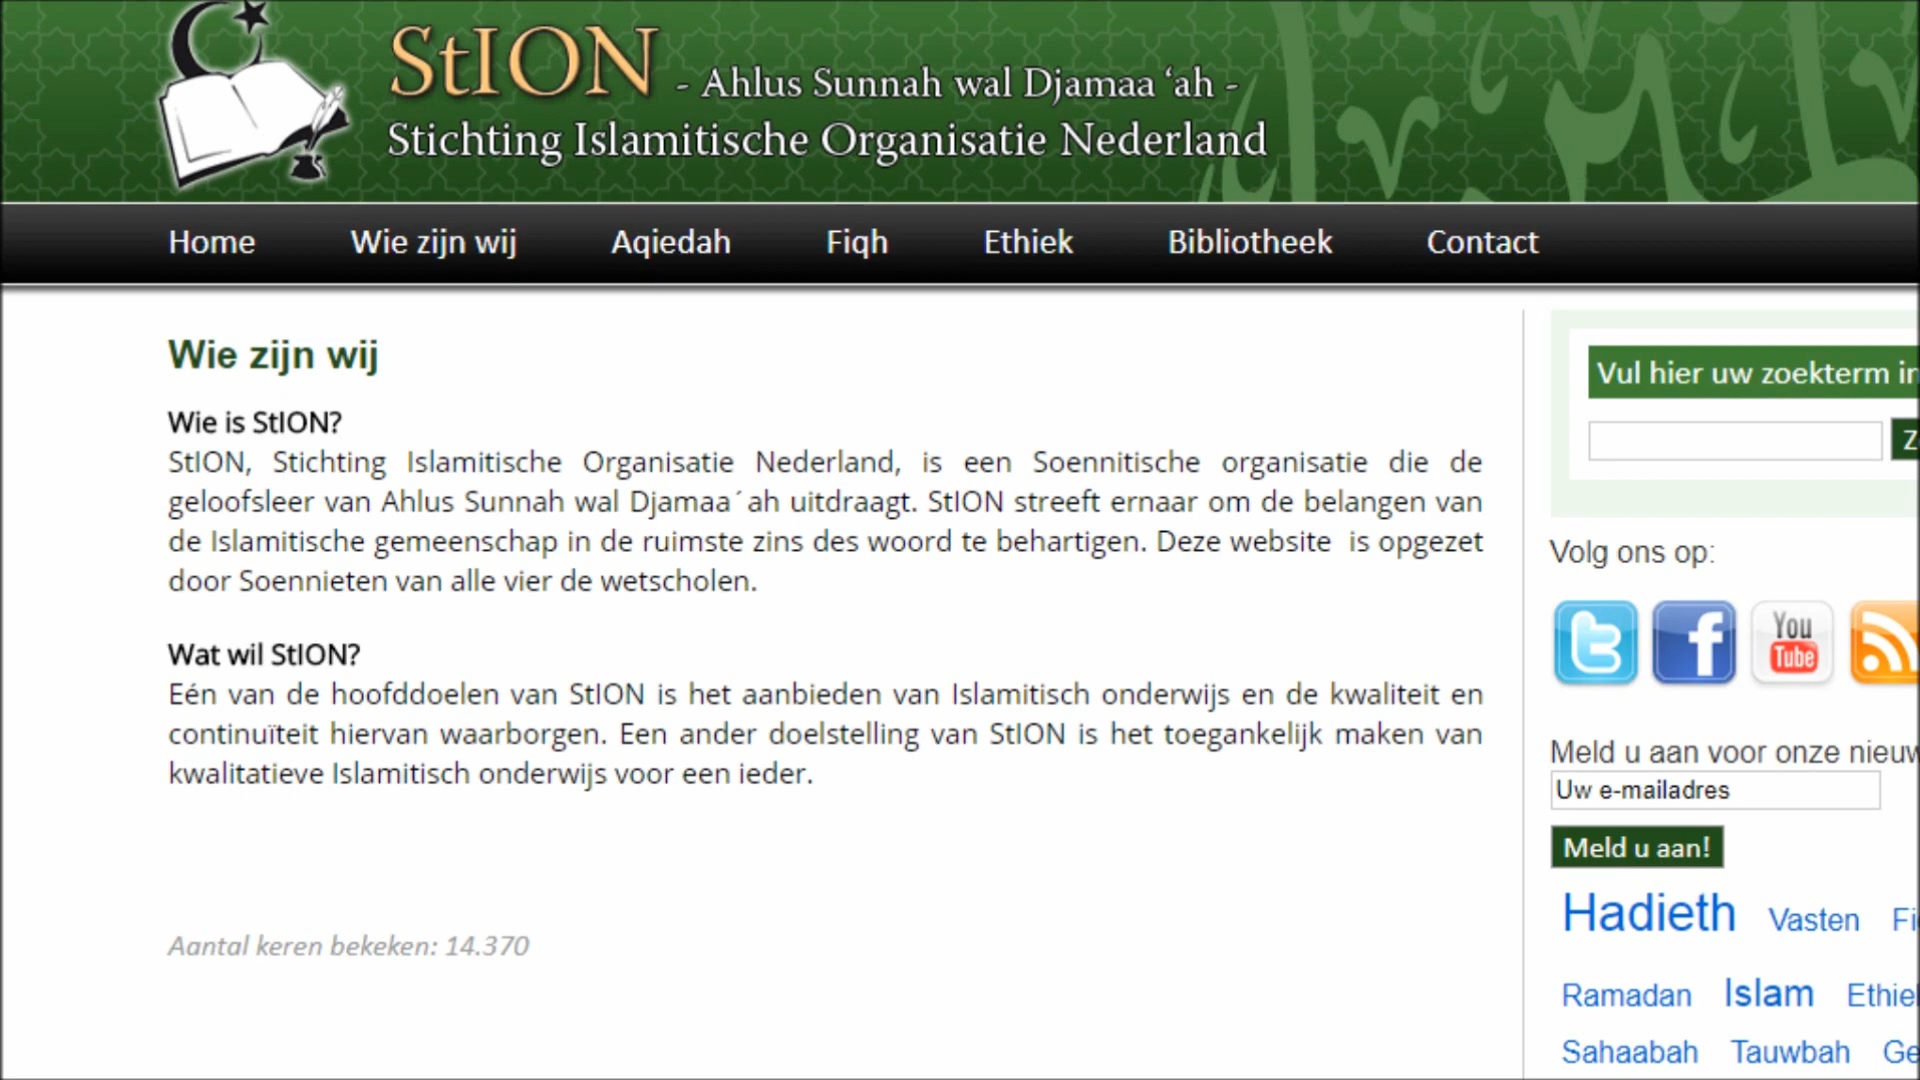 StION - Ahlus Sunnah wal Djamaa ‘ah -
Stichting Islamitische Organisatie Nederland
Home Wie zijn wij Aqiedah Fiqh Ethiek Bibliotheek Contact
Wie zijn wij
Wie is StION?
StION, Stichting Islamitische Organisatie Nederland, is een Soennitische organisatie die de
geloofsleer van Ahlus Sunnah wal Djamaa´ah uitdraagt. StION streeft ernaar om de belangen van
de Islamitische gemeenschap in de ruimste zins des woord te behartigen. Deze website is opgezet
door Soennieten van alle vier de wetscholen.
Wat wil StION?
Eén van de hoofddoelen van StION is het aanbieden van Islamitisch onderwijs en de kwaliteit en
continuïteit hiervan waarborgen. Een ander doelstelling van StION is het toegankelijk maken van
kwalitatieve Islamitisch onderwijs voor een ieder.
Aantal keren bekeken: 14.370
Vul hier uw zoekterm in
Volg ons op:
You
Tube
Meld u aan voor onze
Uw e-mailadres
Meld u aan!
Hadieth Vasten
Ramadan Islam
Sahaabah Tauwbah